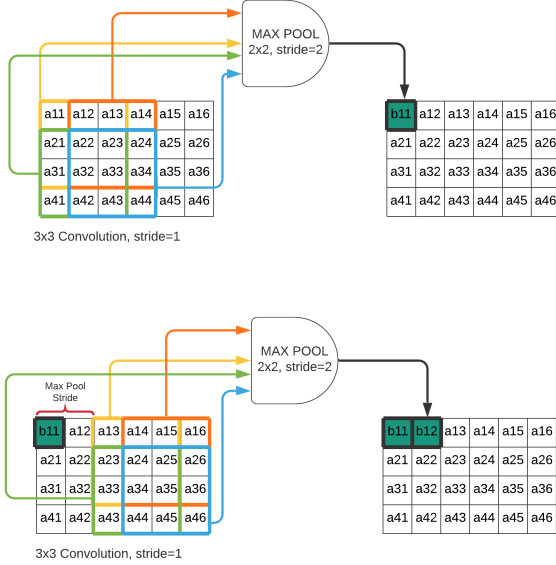 MAX POOL
2x2, stride=2
a11 a12 a13 a14 a15 a16
a21 a22 a23 a24 a25 a26
a31 a32 a33 a34 a35 a36
a41 a42 a43 a44 a45 a46
3x3 Convolution, stride=1
b11 a12 a13 a14 a15 a16
a21 a22 a23 a24 a25 a26
a31 a32 a33 a34 a35 a36
a41 a42 a43 a44 a45 a46
MAX POOL
2x2, stride=2
Max Pool
Stride
b11 a12 a13 a14 a15 a16
a21 a22 a23 a24 a25 a26
a31 a32 a33 a34 a35 a36
a41 a42 a43 a44 a45 a46
3x3 Convolution, stride=1
b11 b12 a13 a14 a15 a16
a21 a22 a23 a24 a25 a26
a31 a32 a33 a34 a35 a36
a41 a42 a43 a44 a45 a46